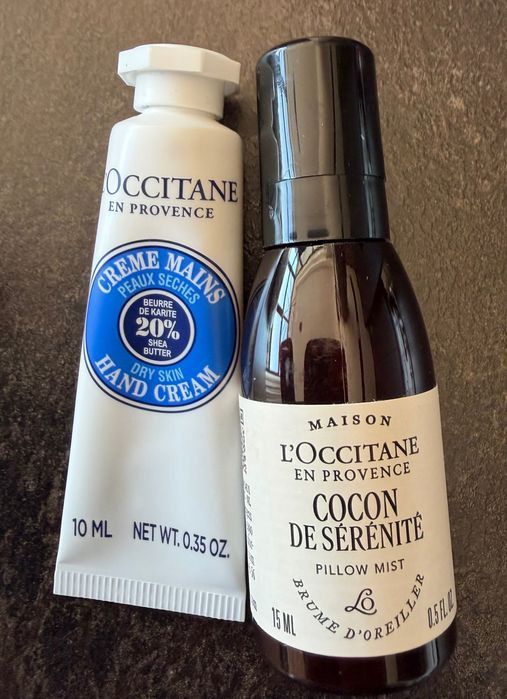 L'OCCITANE
EN PROVENCE
CREME MAINS
PEAUX SECHES
BEURRE
DE KARITE
20%
SHEA
BUTTER
DRY SKIN
HAND CREAM
10 ML NET WT. 0.35 OZ.
MAISON
L'OCCITANE
EN PROVENCE
COCON
DE SÉRÉNITÉ
PILLOW MIST
LO
BRUME D'OREILLER
15 ML 0.5 FL.OZ.